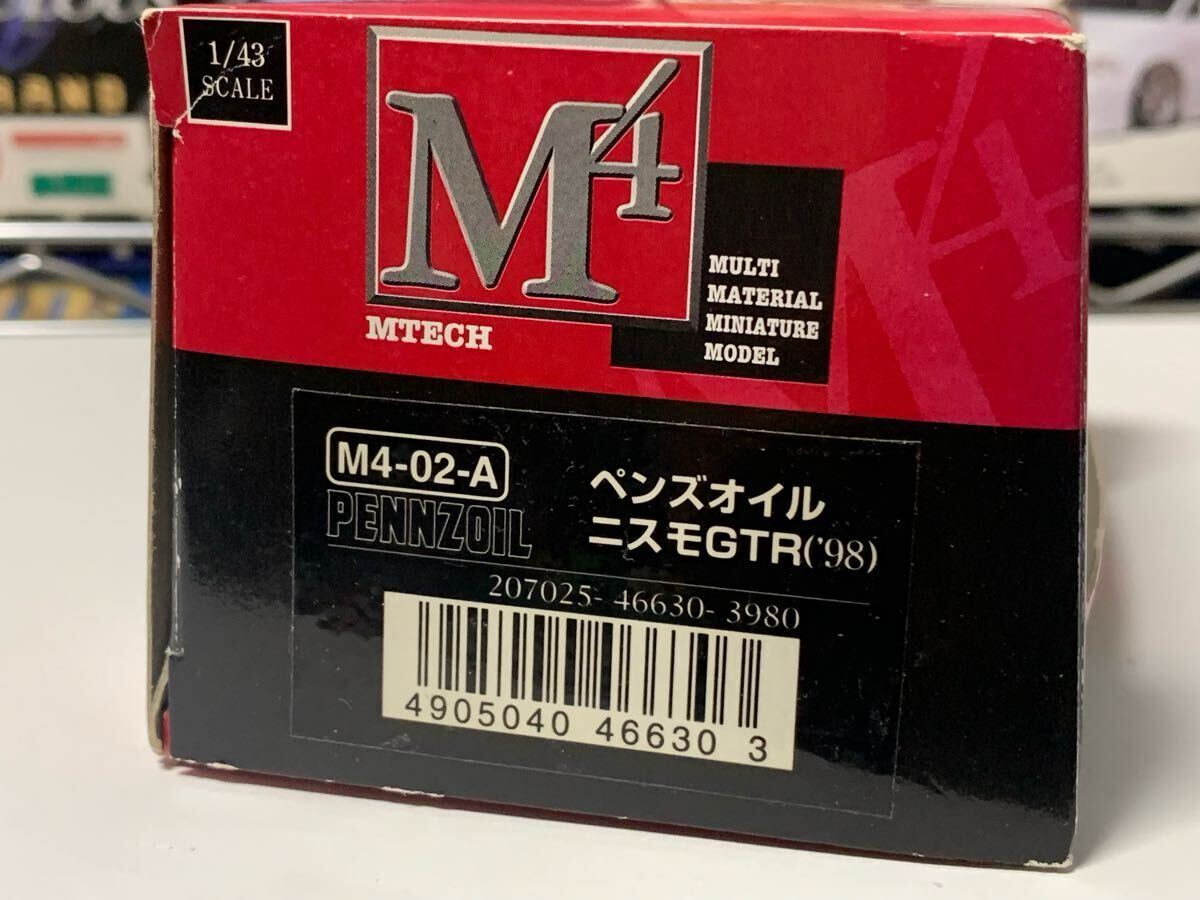 1/43
SCALE
M4
MTECH
MULTI
MATERIAL
MINIATURE
MODEL
M4-02-A
PENNZOIL
ペンズオイル
ニスモGTR('98)
207025- 46630- 3980
4905040 46630 3